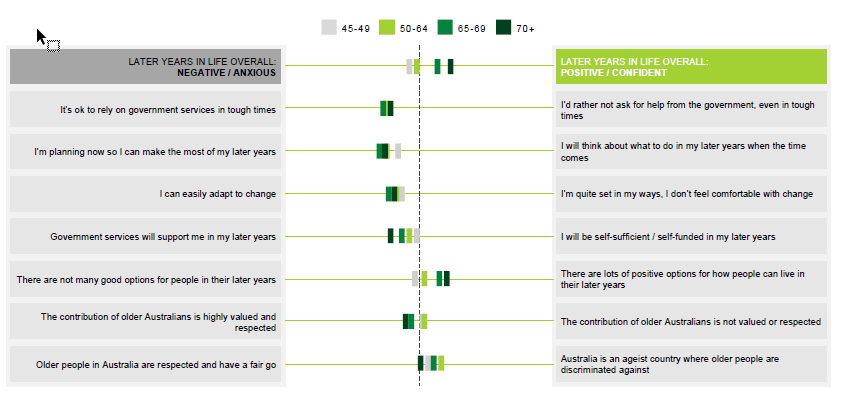 45-49 50-64 65-69 70+
LATER YEARS IN LIFE OVERALL:
NEGATIVE / ANXIOUS
LATER YEARS IN LIFE OVERALL:
POSITIVE / CONFIDENT
It's ok to rely on government services in tough times
I'd rather not ask for help from the government, even in tough
times
I'm planning now so I can make the most of my later years
I will think about what to do in my later years when the time
comes
I can easily adapt to change
I'm quite set in my ways, I don't feel comfortable with change
Government services will support me in my later years
I will be self-sufficient / self-funded in my later years
There are not many good options for people in their later years
There are lots of positive options for how people can live in
their later years
The contribution of older Australians is highly valued and
respected
The contribution of older Australians is not valued or respected
Older people in Australia are respected and have a fair go
Australia is an ageist country where older people are
discriminated against